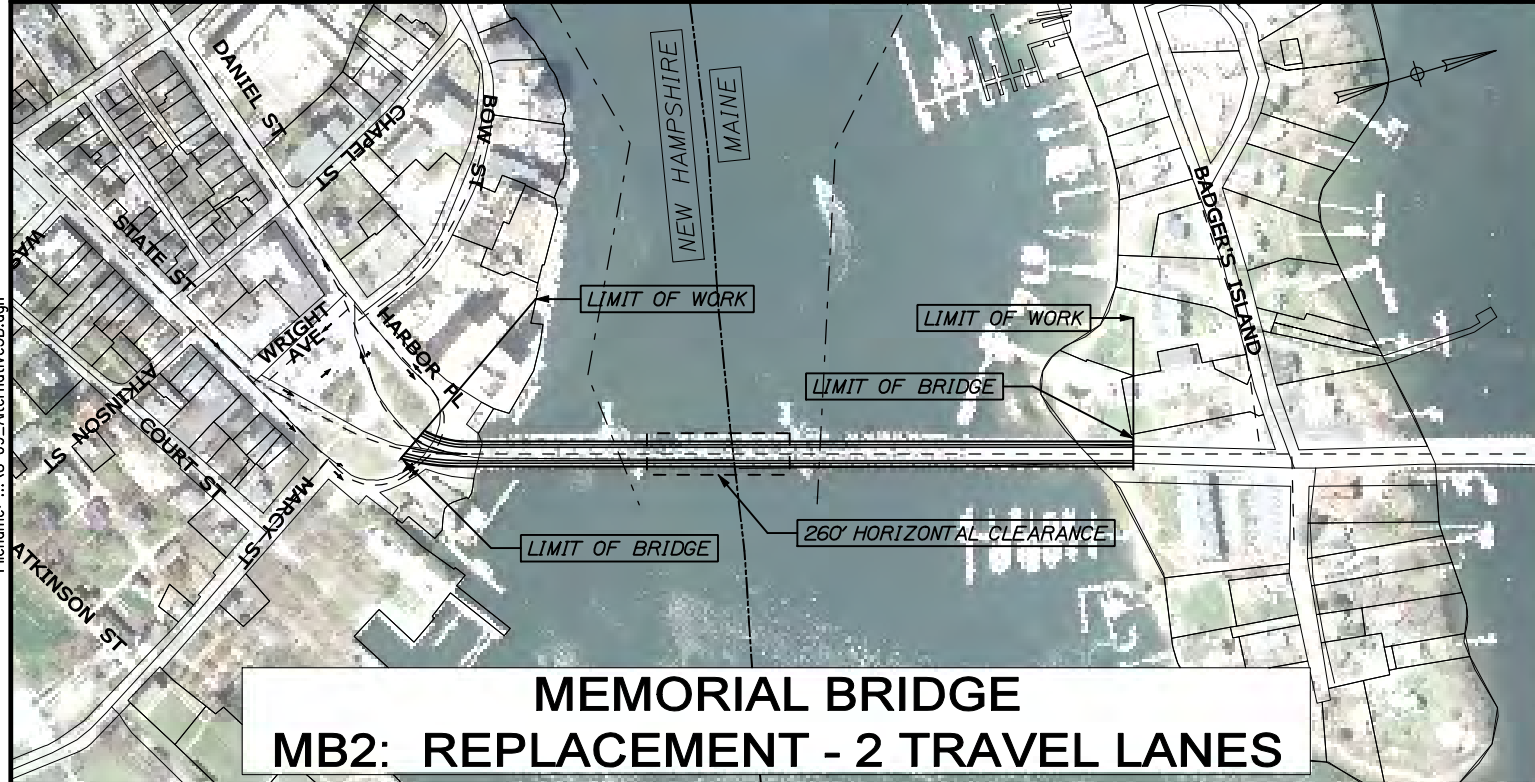 DANIEL ST
CHAPEL ST
BOW ST
NEW HAMPSHIRE
MAINE
STATE ST
WRIGHT
AVE
HARBOR PL
LIMIT OF WORK
LIMIT OF WORK
LIMIT OF BRIDGE
BADGER'S ISLAND
ATKINSON ST
COURT ST
MARCY ST
ATKINSON ST
LIMIT OF BRIDGE
260' HORIZONTAL CLEARANCE
MEMORIAL BRIDGE
MB2: REPLACEMENT - 2 TRAVEL LANES